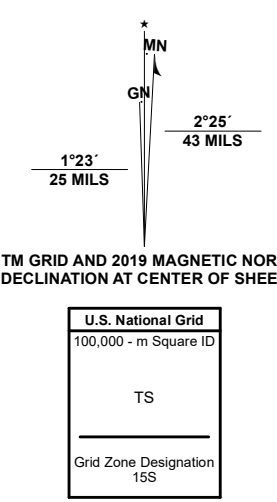 ★
MN
GN
2°25´
43 MILS
1°23´
25 MILS
TM GRID AND 2019 MAGNETIC NOR
DECLINATION AT CENTER OF SHEE
U.S. National Grid
100,000 - m Square ID
TS
Grid Zone Designation
15S